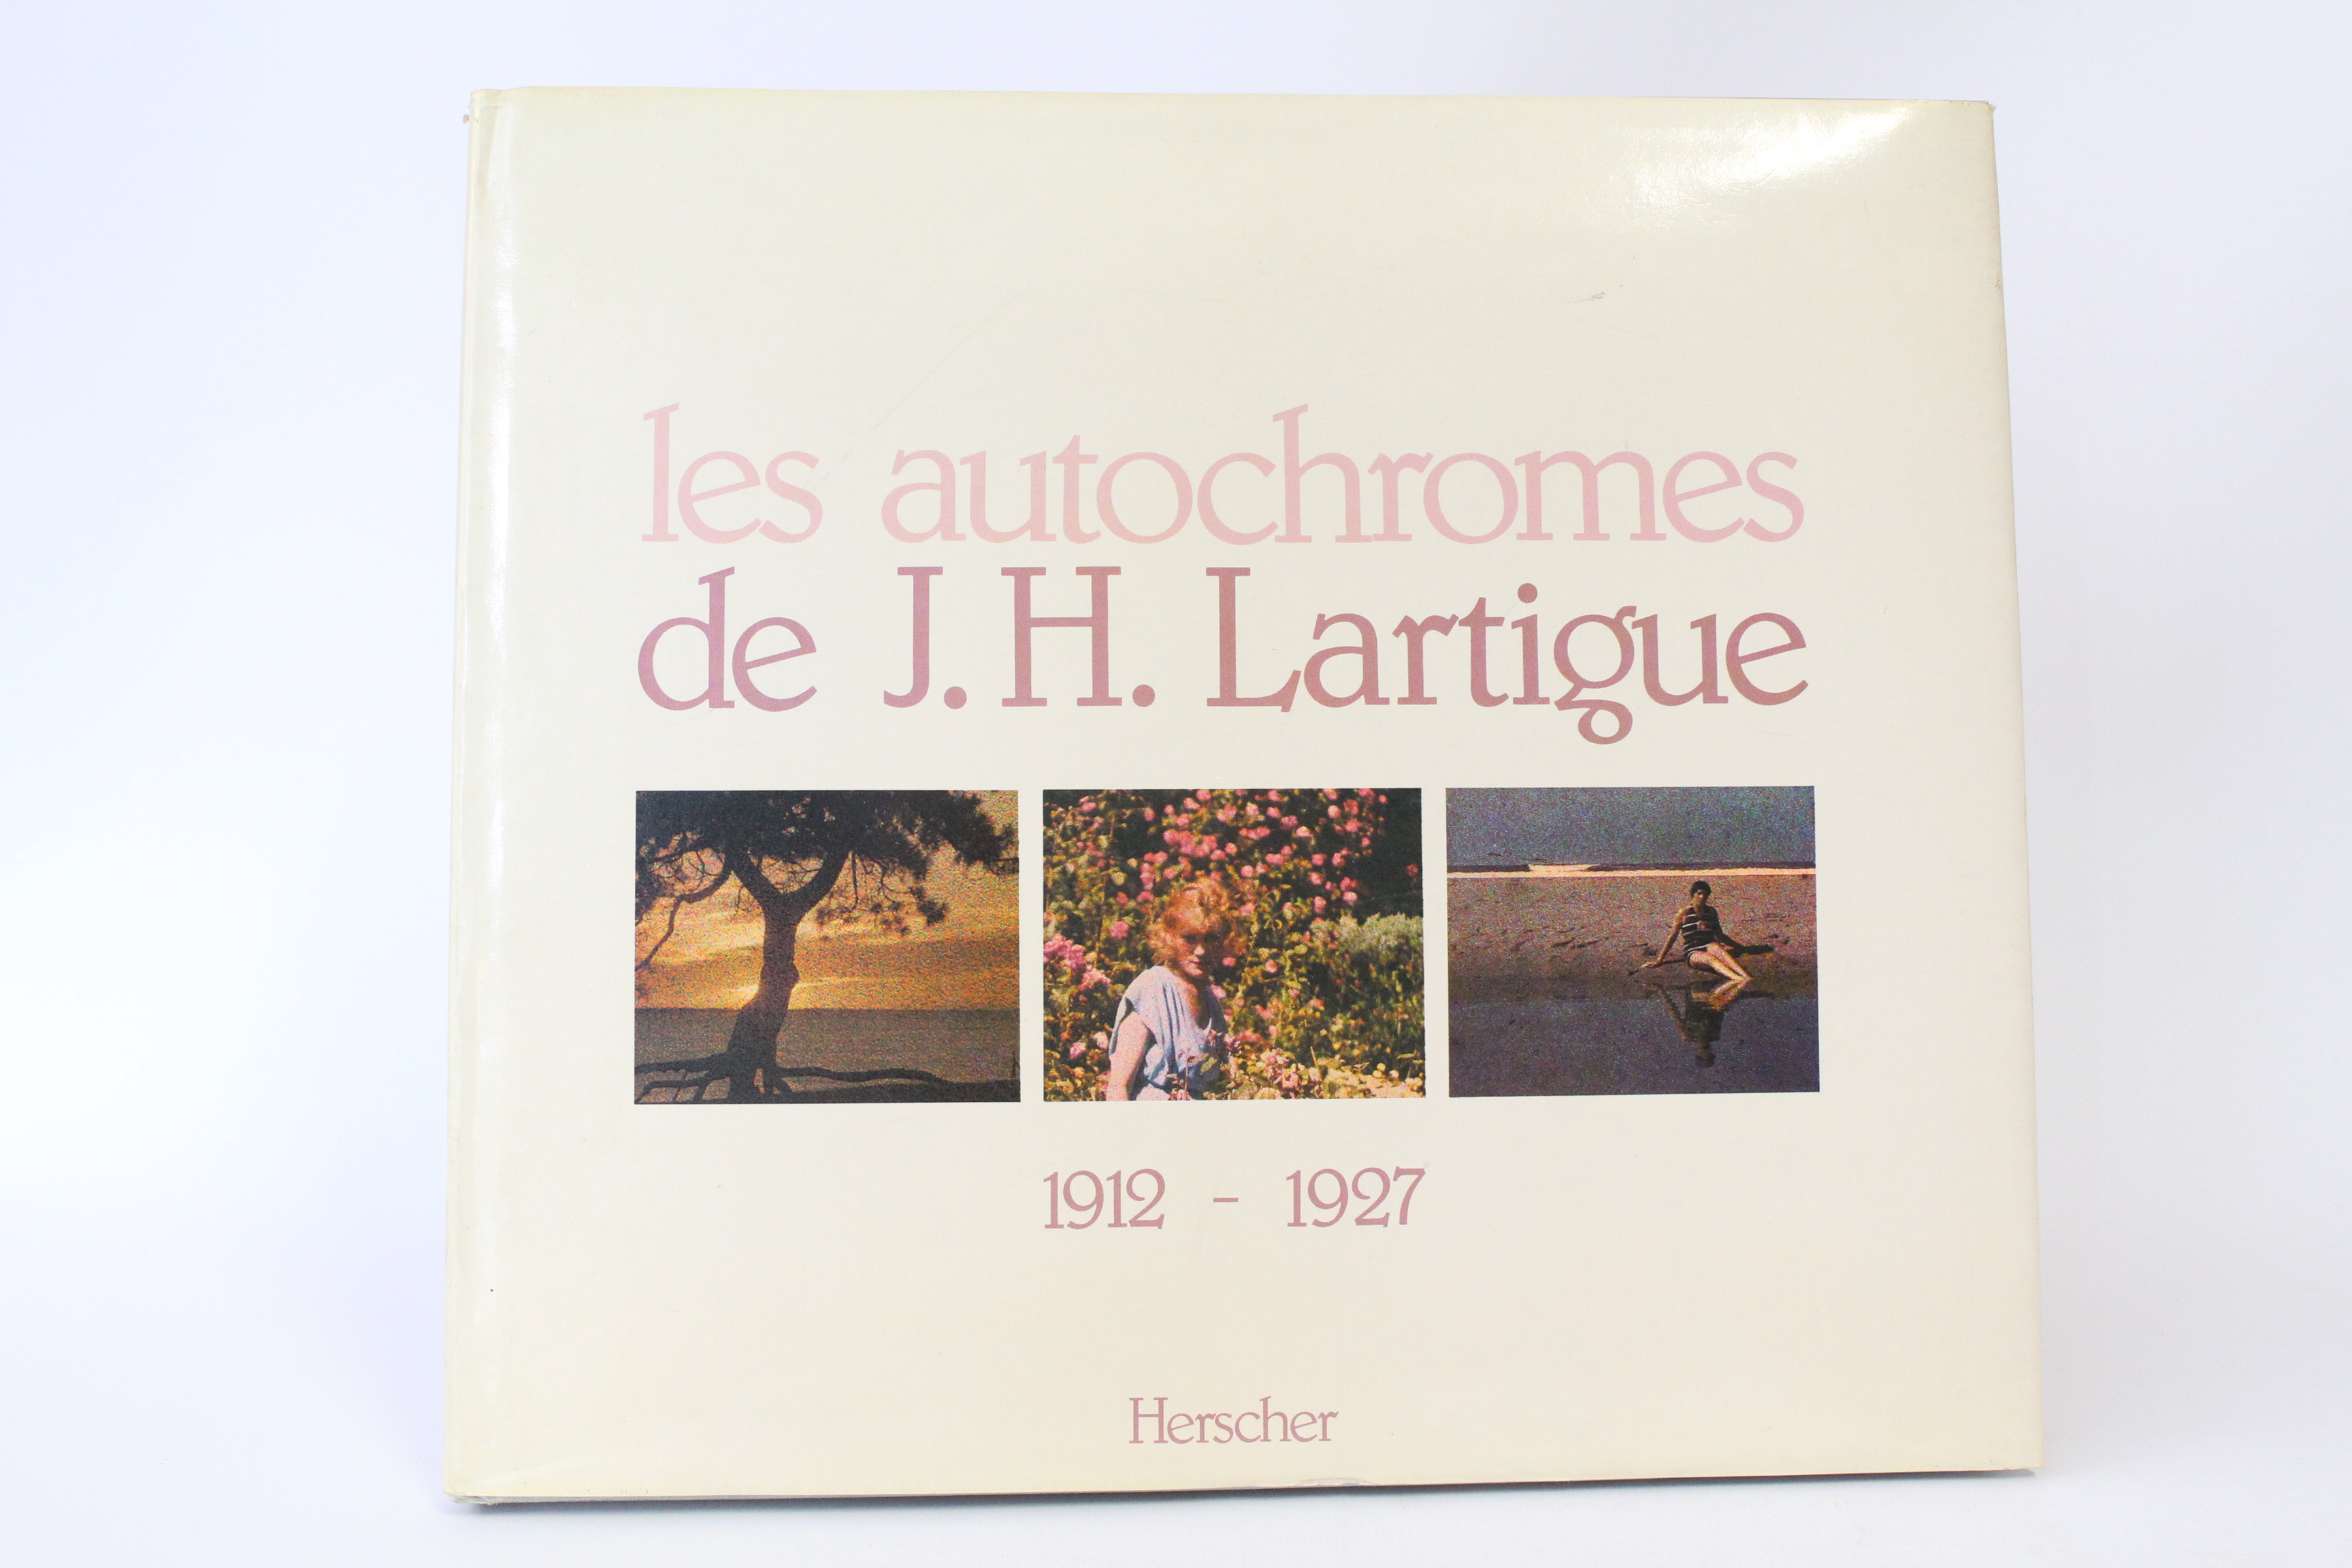 les autochromes
de J. H. Lartigue
1912 - 1927
Herscher